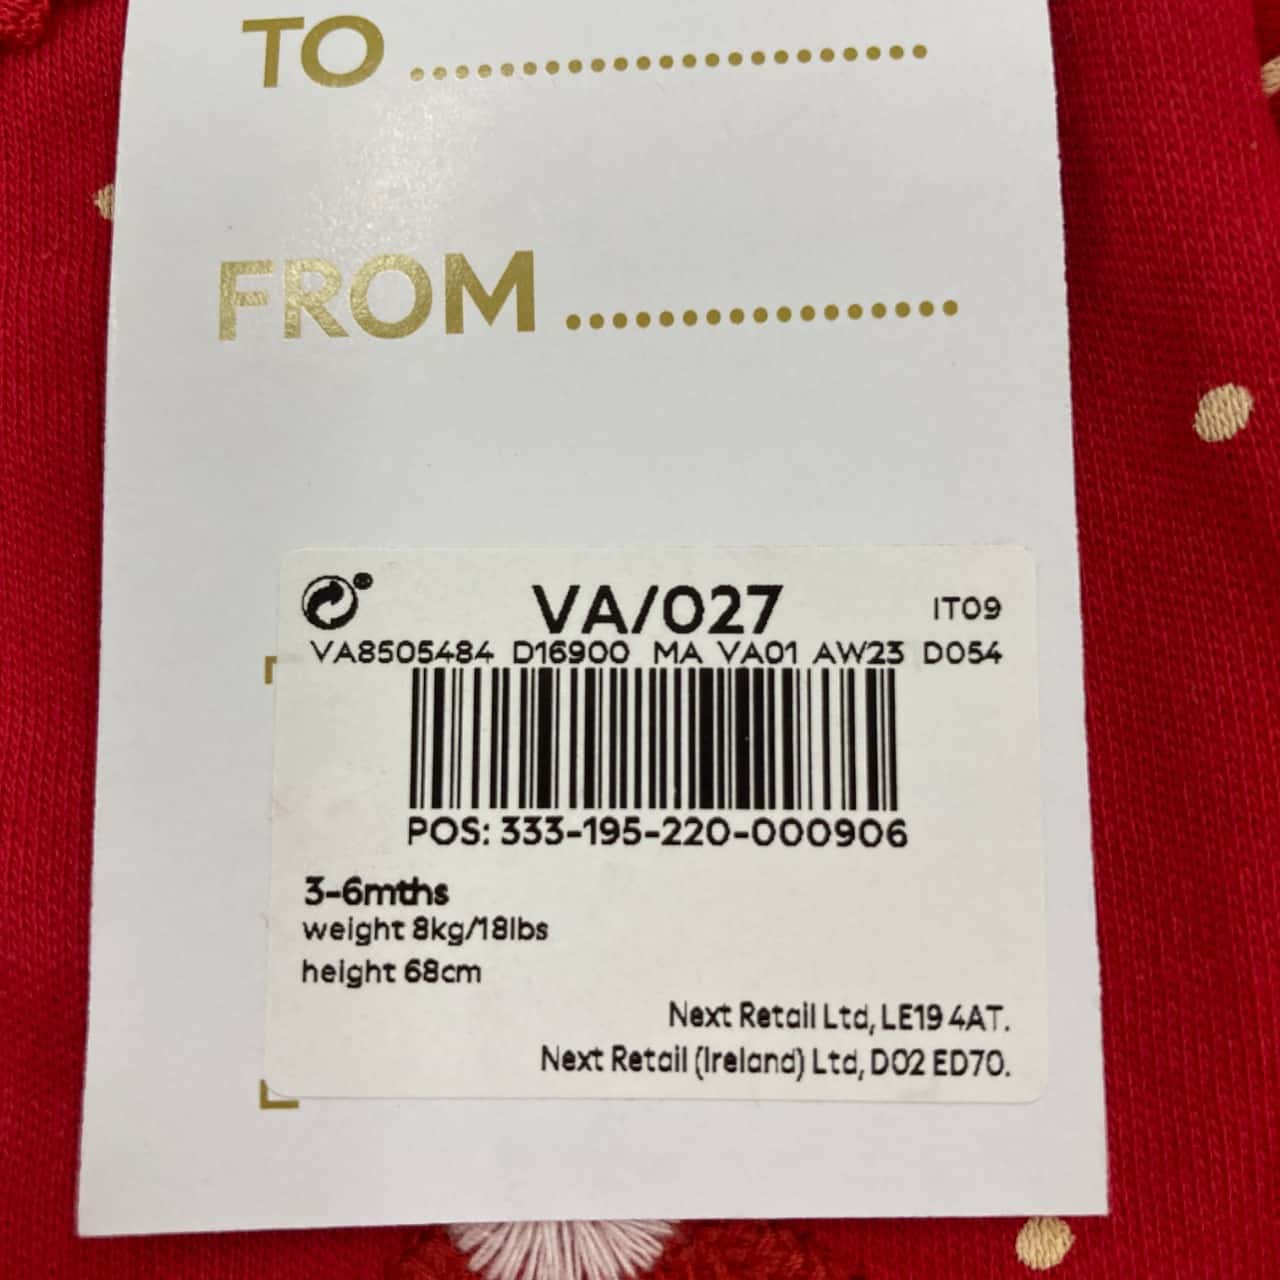 TO ........................
FROM .................
VA/027 IT09
VA8505484 D16900 MA VA01 AW23 D054
POS: 333-195-220-000906
3-6mths
weight 8kg/18lbs
height 68cm
Next Retail Ltd, LE19 4AT.
Next Retail (Ireland) Ltd, D02 ED70.